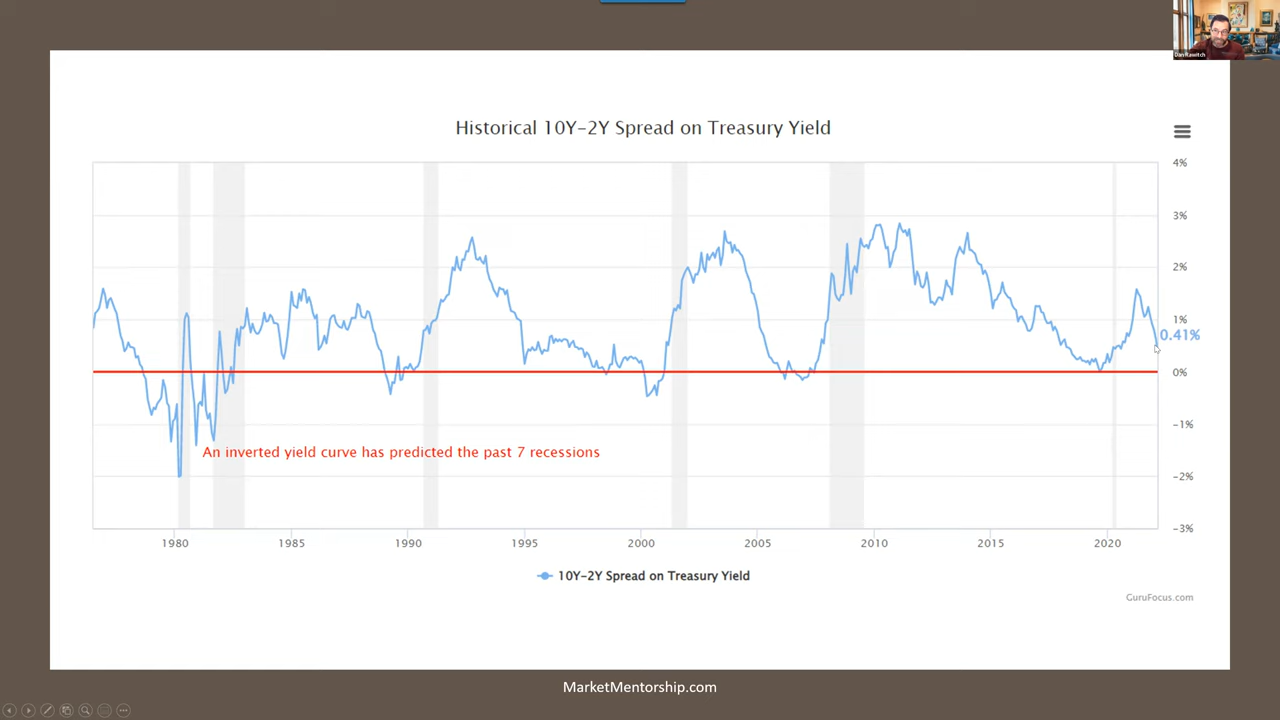 Dan Rawitch
Historical 10Y-2Y Spread on Treasury Yield
4%
3%
2%
1%
0.41%
0%
-1%
An inverted yield curve has predicted the past 7 recessions
-2%
-3%
1980 1985 1990 1995 2000 2005 2010 2015 2020
10Y-2Y Spread on Treasury Yield
GuruFocus.com
MarketMentorship.com